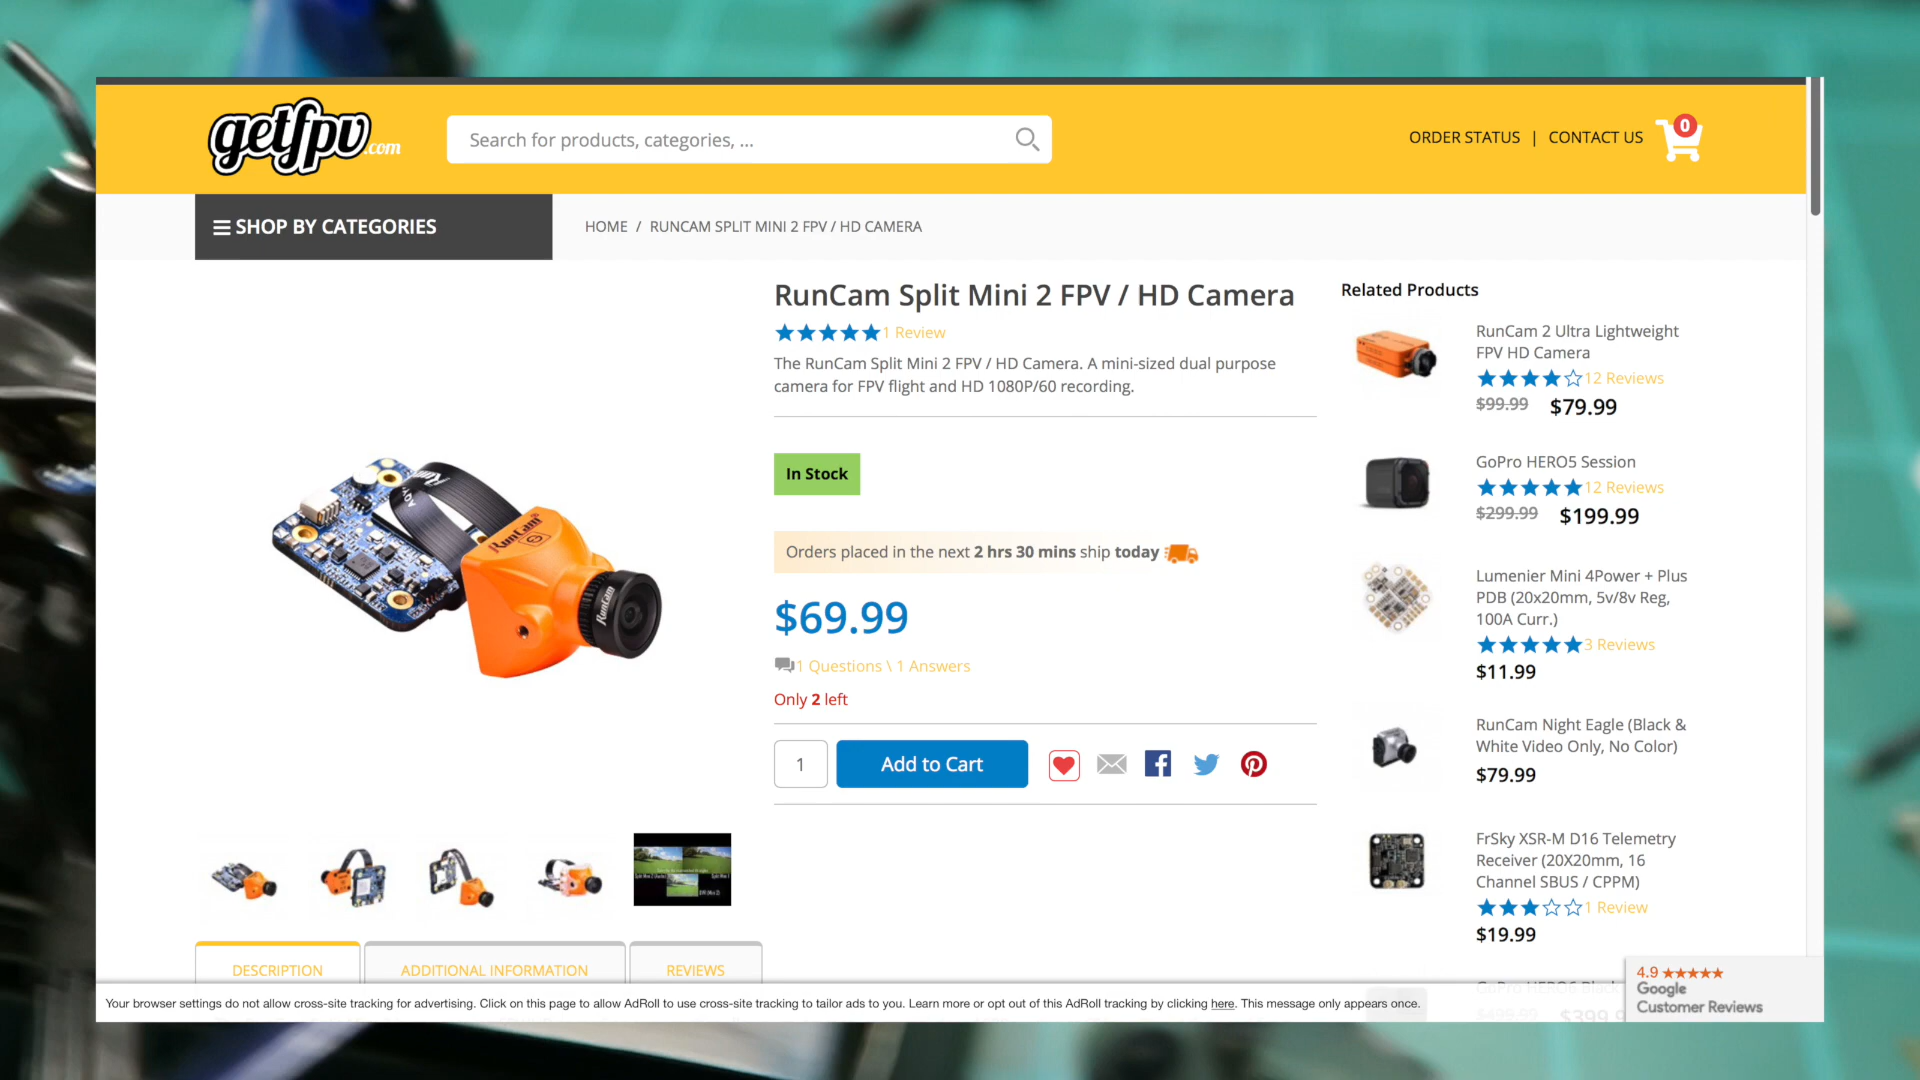 getfpv.com
Search for products, categories, ...
ORDER STATUS | CONTACT US
0
SHOP BY CATEGORIES
HOME / RUNCAM SPLIT MINI 2 FPV / HD CAMERA
RunCam Split Mini 2 FPV / HD Camera
1 Review
The RunCam Split Mini 2 FPV / HD Camera. A mini-sized dual purpose
camera for FPV flight and HD 1080P/60 recording.
In Stock
Orders placed in the next 2 hrs 30 mins ship today
$69.99
1 Questions \ 1 Answers
Only 2 left
1
Add to Cart
RunCam
RunCam
Related Products
RunCam 2 Ultra Lightweight
FPV HD Camera
12 Reviews
$99.99 $79.99
GoPro HERO5 Session
12 Reviews
$299.99 $199.99
Lumenier Mini 4Power + Plus
PDB (20x20mm, 5v/8v Reg,
100A Curr.)
3 Reviews
$11.99
RunCam Night Eagle (Black &
White Video Only, No Color)
$79.99
FrSky XSR-M D16 Telemetry
Receiver (20X20mm, 16
Channel SBUS / CPPM)
1 Review
$19.99
GoPro HERO6 Black
$499.99 $399.9
DESCRIPTION
ADDITIONAL INFORMATION
REVIEWS
Your browser settings do not allow cross-site tracking for advertising. Click on this page to allow AdRoll to use cross-site tracking to tailor ads to you. Learn more or opt out of this AdRoll tracking by clicking here. This message only appears once.
4.9
Google
Customer Reviews